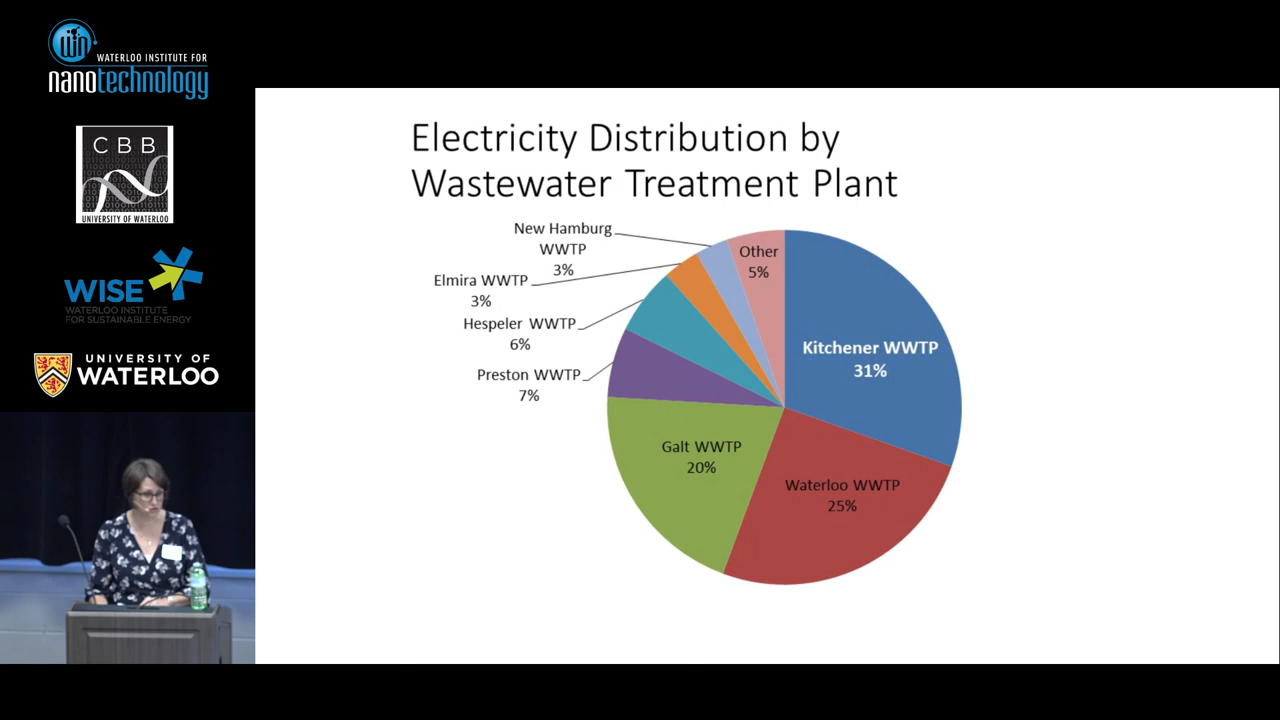 WATERLOO INSTITUTE FOR
nanotechnology
CBB
UNIVERSITY OF WATERLOO
WISE
WATERLOO INSTITUTE
FOR SUSTAINABLE ENERGY
UNIVERSITY OF
WATERLOO
Electricity Distribution by
Wastewater Treatment Plant
New Hamburg
WWTP
3%
Elmira WWTP
3%
Hespeler WWTP
6%
Preston WWTP
7%
Galt WWTP
20%
Other
5%
Kitchener WWTP
31%
Waterloo WWTP
25%